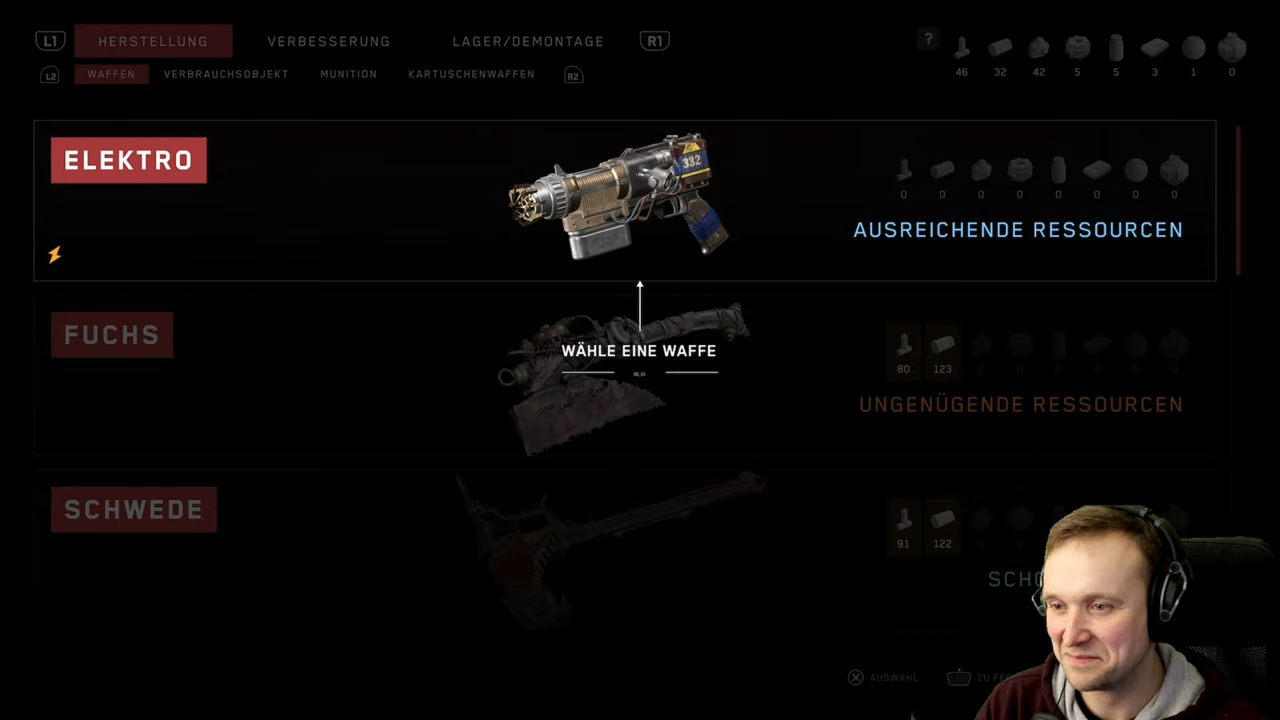 L1 HERSTELLUNG VERBESSERUNG LAGER/DEMONTAGE R1
L2 WAFFEN VERBRAUCHSOBJEKT MUNITION KARTUSCHENWAFFEN R2
?
46 32 42 5 5 3 1 0
ELEKTRO
332
0 0 0 0 0 0 0 0
AUSREICHENDE RESSOURCEN
FUCHS
WÄHLE EINE WAFFE
80 123 0 0 0 0 0 0
UNGENÜGENDE RESSOURCEN
SCHWEDE
91 122 0 0
AUSWAHL